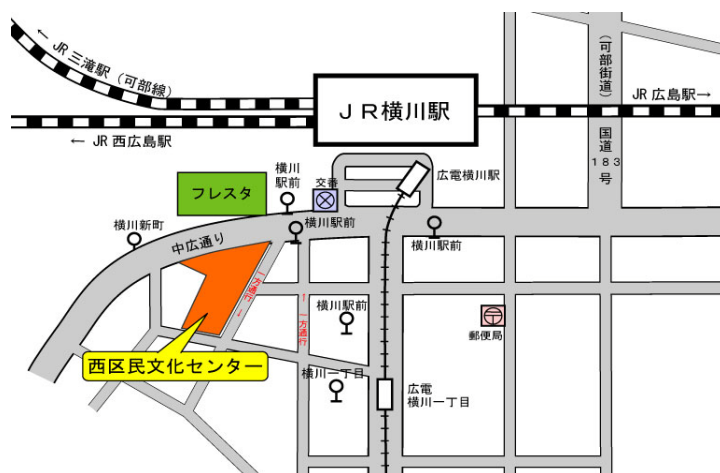 ← JR 三滝駅（可部線）
← JR 西広島駅
ＪＲ横川駅
JR 広島駅→
（可部街道）
国道183号
フレスタ
横川
駅前
交番
広電横川駅
横川新町
中広通り
横川駅前
横川駅前
←一方通行→
←一方通行
横川駅前
郵便局
西区民文化センター
横川一丁目
広電
横川一丁目